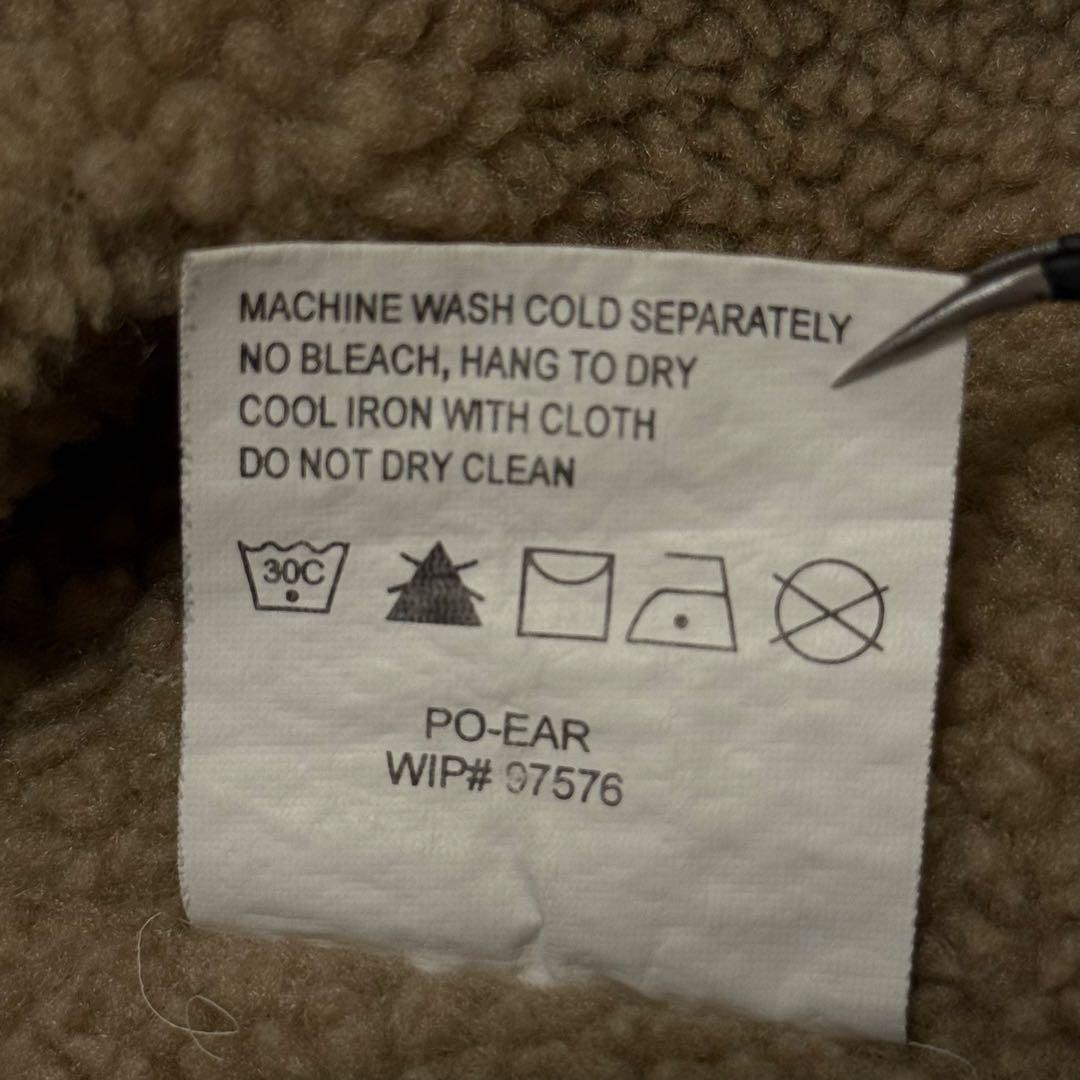 MACHINE WASH COLD SEPARATELY
NO BLEACH, HANG TO DRY
COOL IRON WITH CLOTH
DO NOT DRY CLEAN
30C
PO-EAR
WIP# 97576